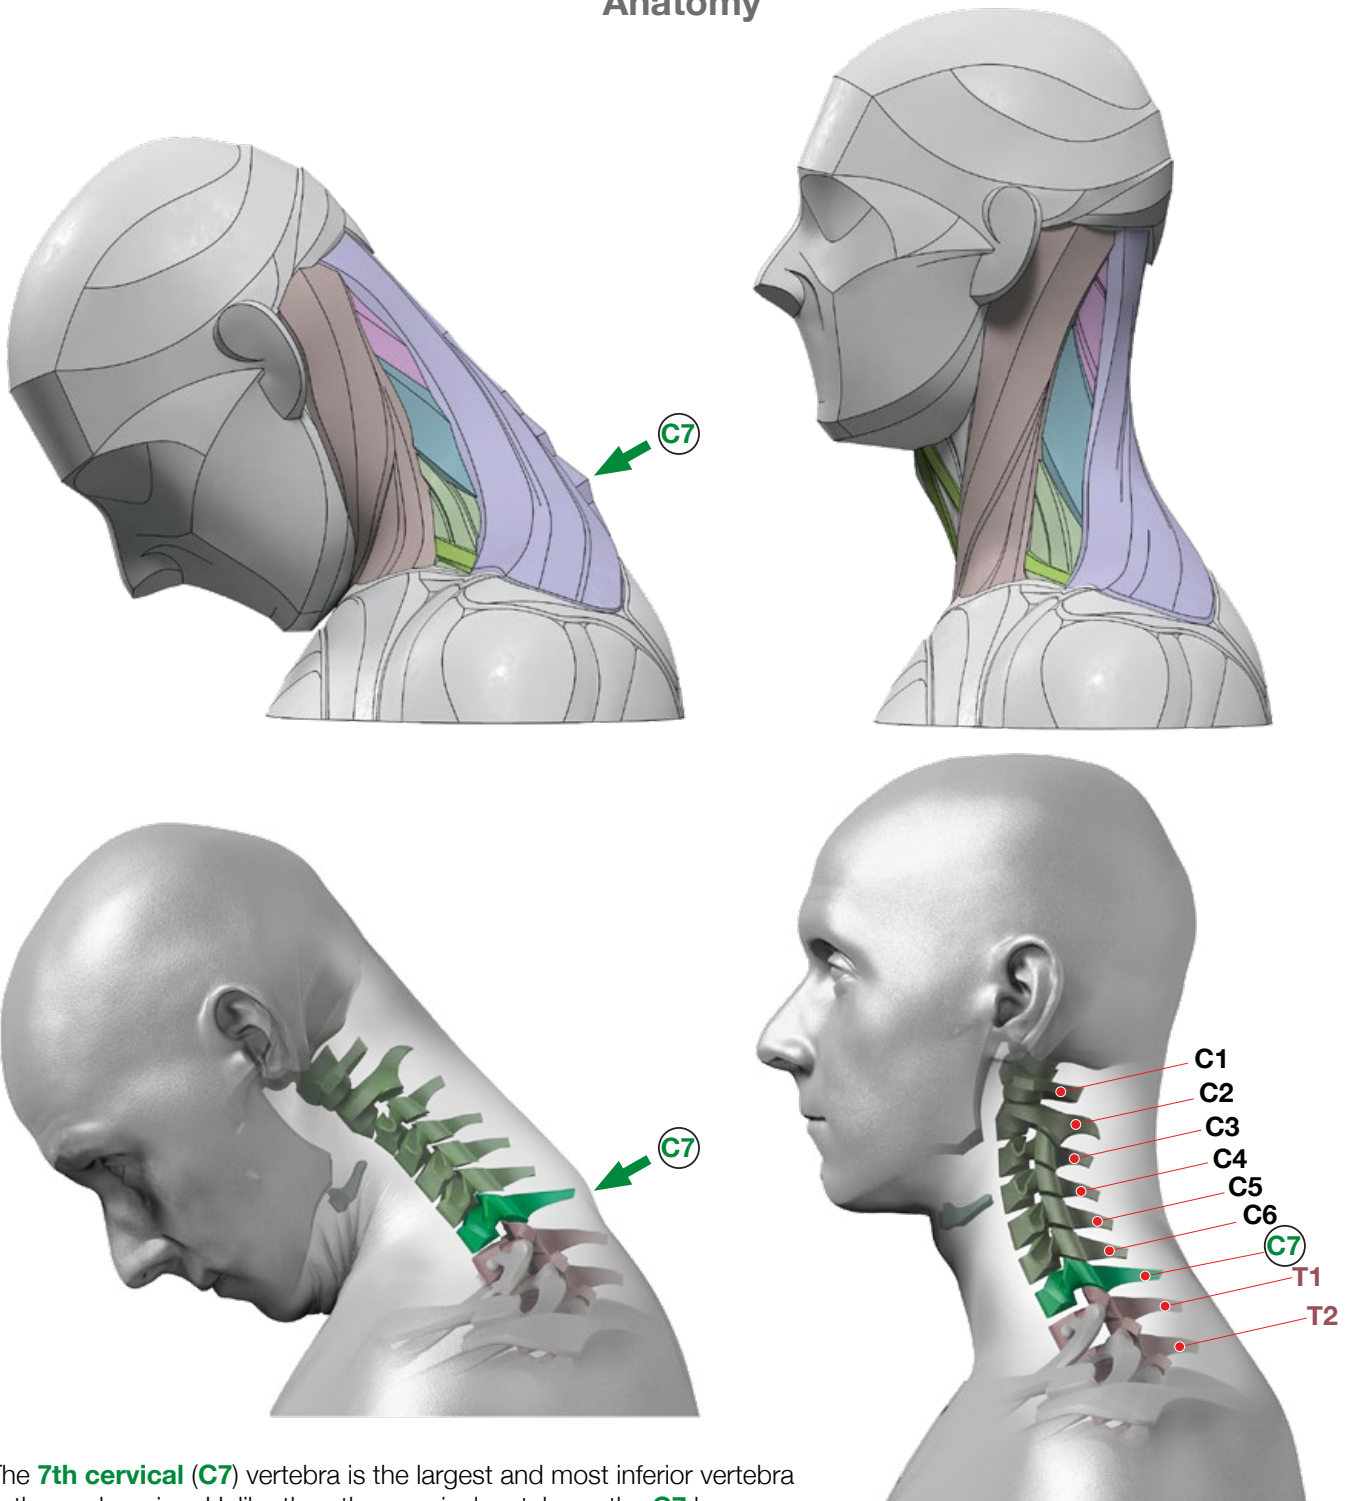 Anatomy
C7
C7
C1
C2
C3
C4
C5
C6
C7
T1
T2
The 7th cervical (C7) vertebra is the largest and most inferior vertebra